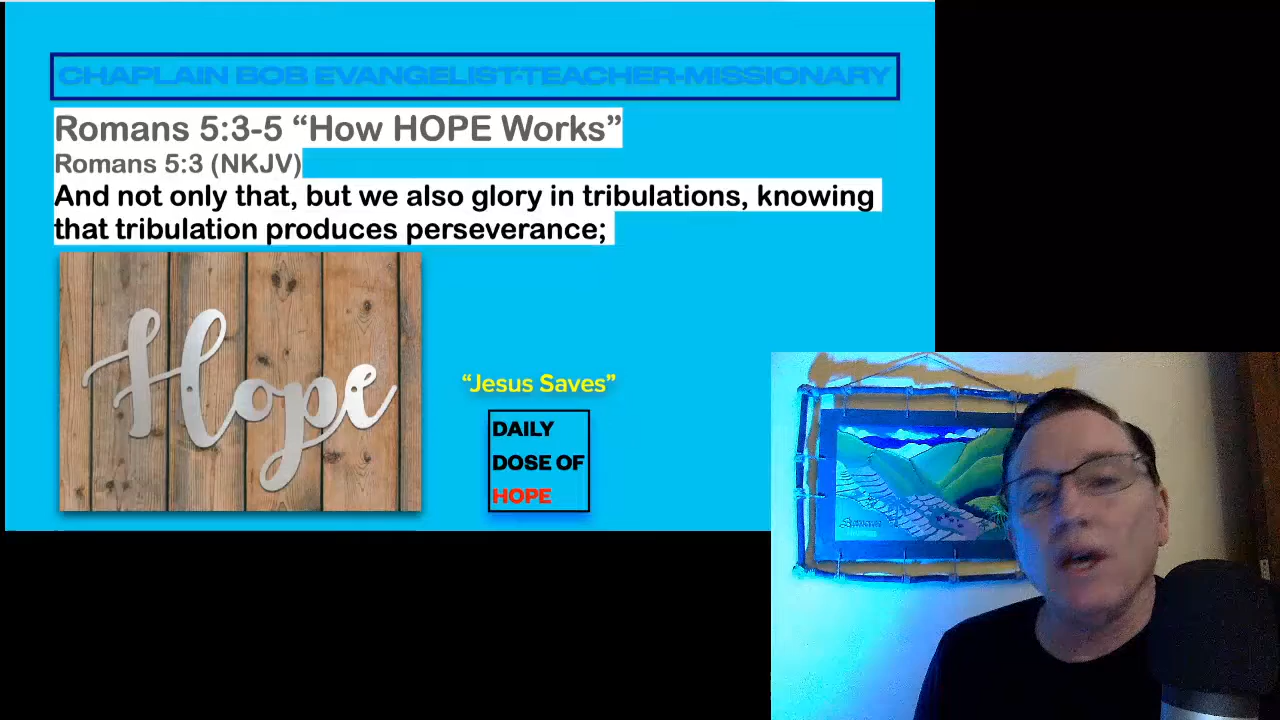 CHAPLAIN BOB EVANGELIST-TEACHER-MISSIONARY
Romans 5:3-5 “How HOPE Works”
Romans 5:3 (NKJV)
And not only that, but we also glory in tribulations, knowing
that tribulation produces perseverance;
Hope
“Jesus Saves”
DAILY
DOSE OF
HOPE